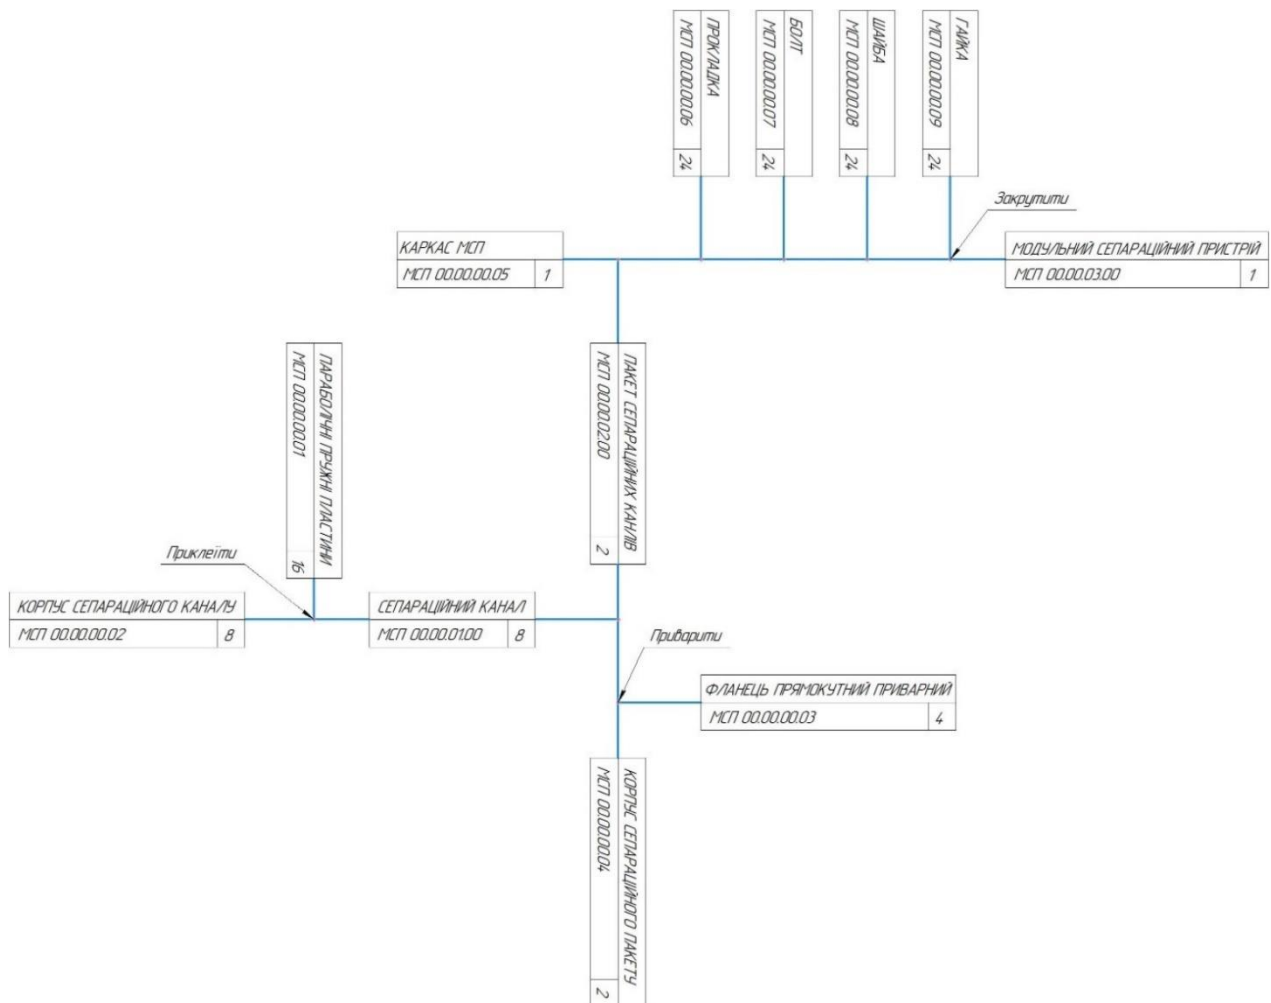 ПРОКЛАДКА
МСП 00.00.00.06
24
БОЛТ
МСП 00.00.00.07
24
ШАЙБА
МСП 00.00.00.08
24
ГАЙКА
МСП 00.00.00.09
24
Закрутити
КАРКАС МСП
МСП 00.00.00.05 1
МОДУЛЬНИЙ СЕПАРАЦІЙНИЙ ПРИСТРІЙ
МСП 00.00.03.00 1
ПАРАБОЛІЧНІ ПРУЖНІ ПЛАСТИНИ
МСП 00.00.00.01
16
ПАКЕТ СЕПАРАЦІЙНИХ КАНЛІВ
МСП 00.00.02.00
2
Приклеїти
КОРПУС СЕПАРАЦІЙНОГО КАНАЛУ
МСП 00.00.00.02 8
СЕПАРАЦІЙНИЙ КАНАЛ
МСП 00.00.01.00 8
Приварити
ФЛАНЕЦЬ ПРЯМОКУТНИЙ ПРИВАРНИЙ
МСП 00.00.00.03 4
КОРПУС СЕПАРАЦІЙНОГО ПАКЕТУ
МСП 00.00.00.04
2